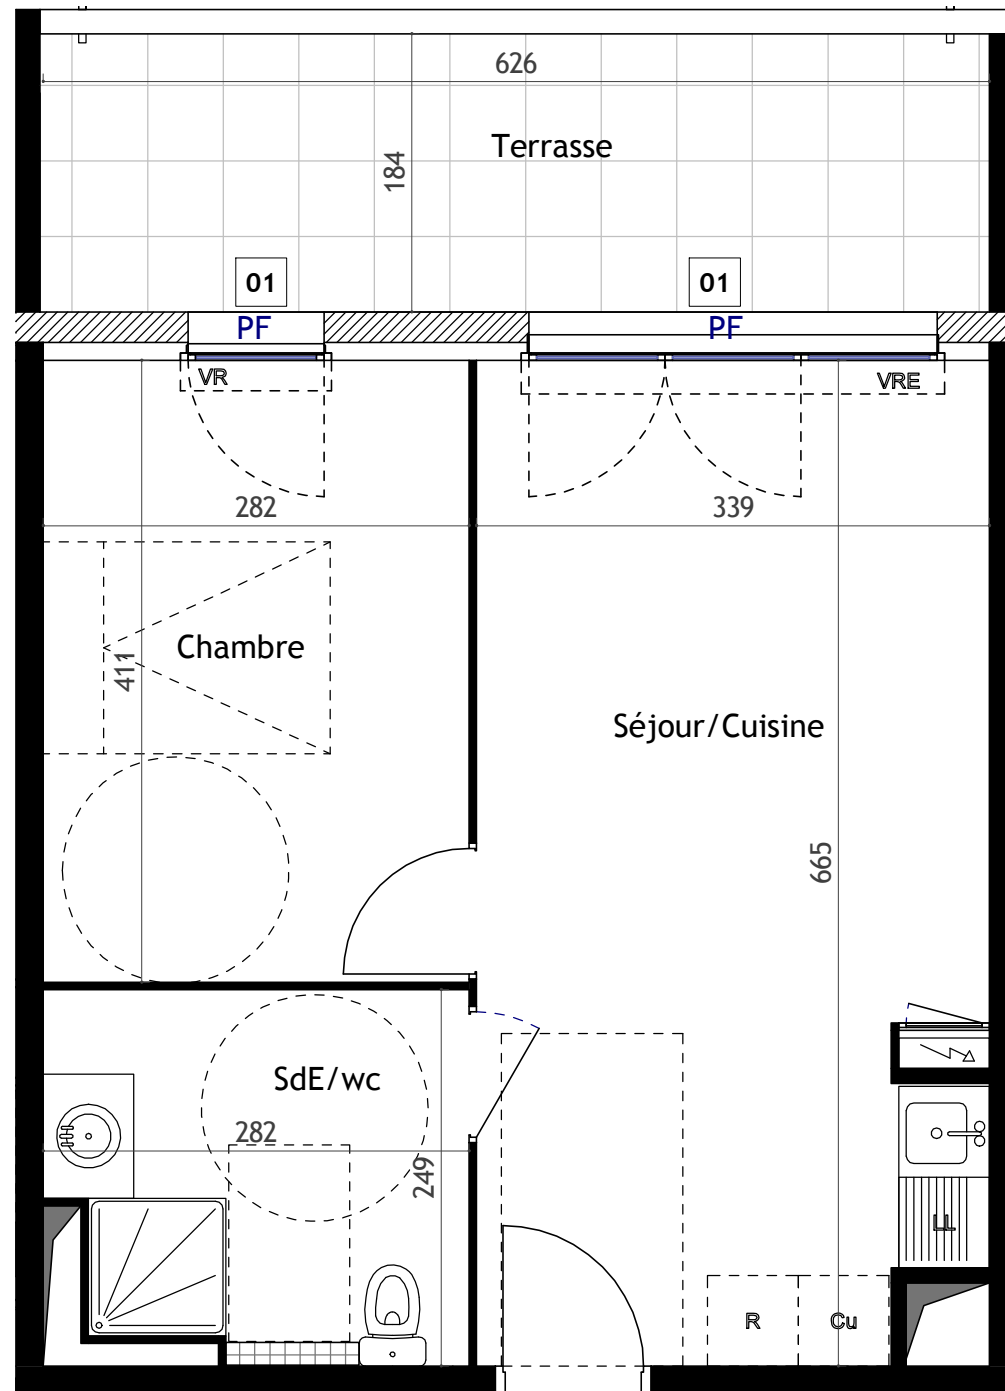 626
Terrasse
184
01
01
PF
PF
VR
VRE
282
339
Chambre
411
Séjour/Cuisine
665
SdE/wc
282
249
LL
R
Cu